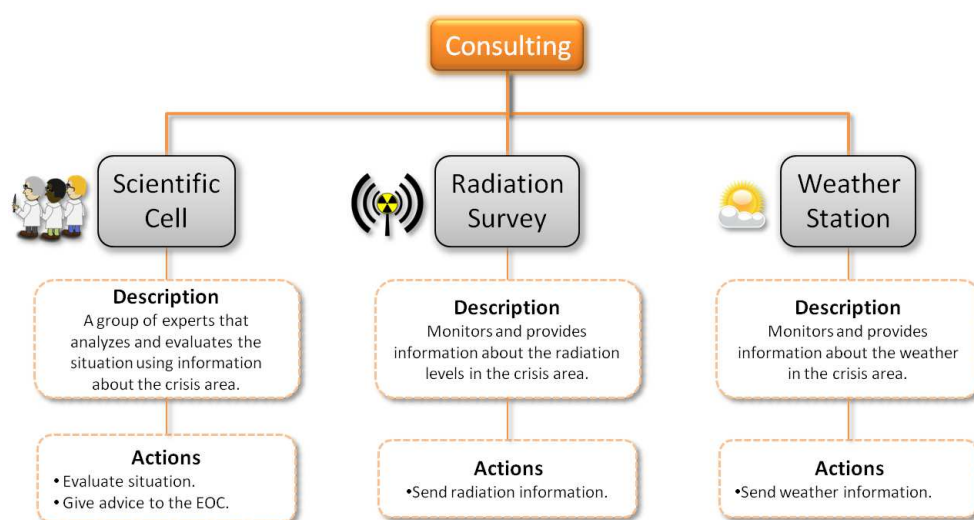 Consulting
Scientific
Cell
Radiation
Survey
Weather
Station
Description
A group of experts that
analyzes and evaluates the
situation using information
about the crisis area.
Description
Monitors and provides
information about the radiation
levels in the crisis area.
Description
Monitors and provides
information about the weather
in the crisis area.
Actions
• Evaluate situation.
• Give advice to the EOC.
Actions
•Send radiation information.
Actions
•Send weather information.